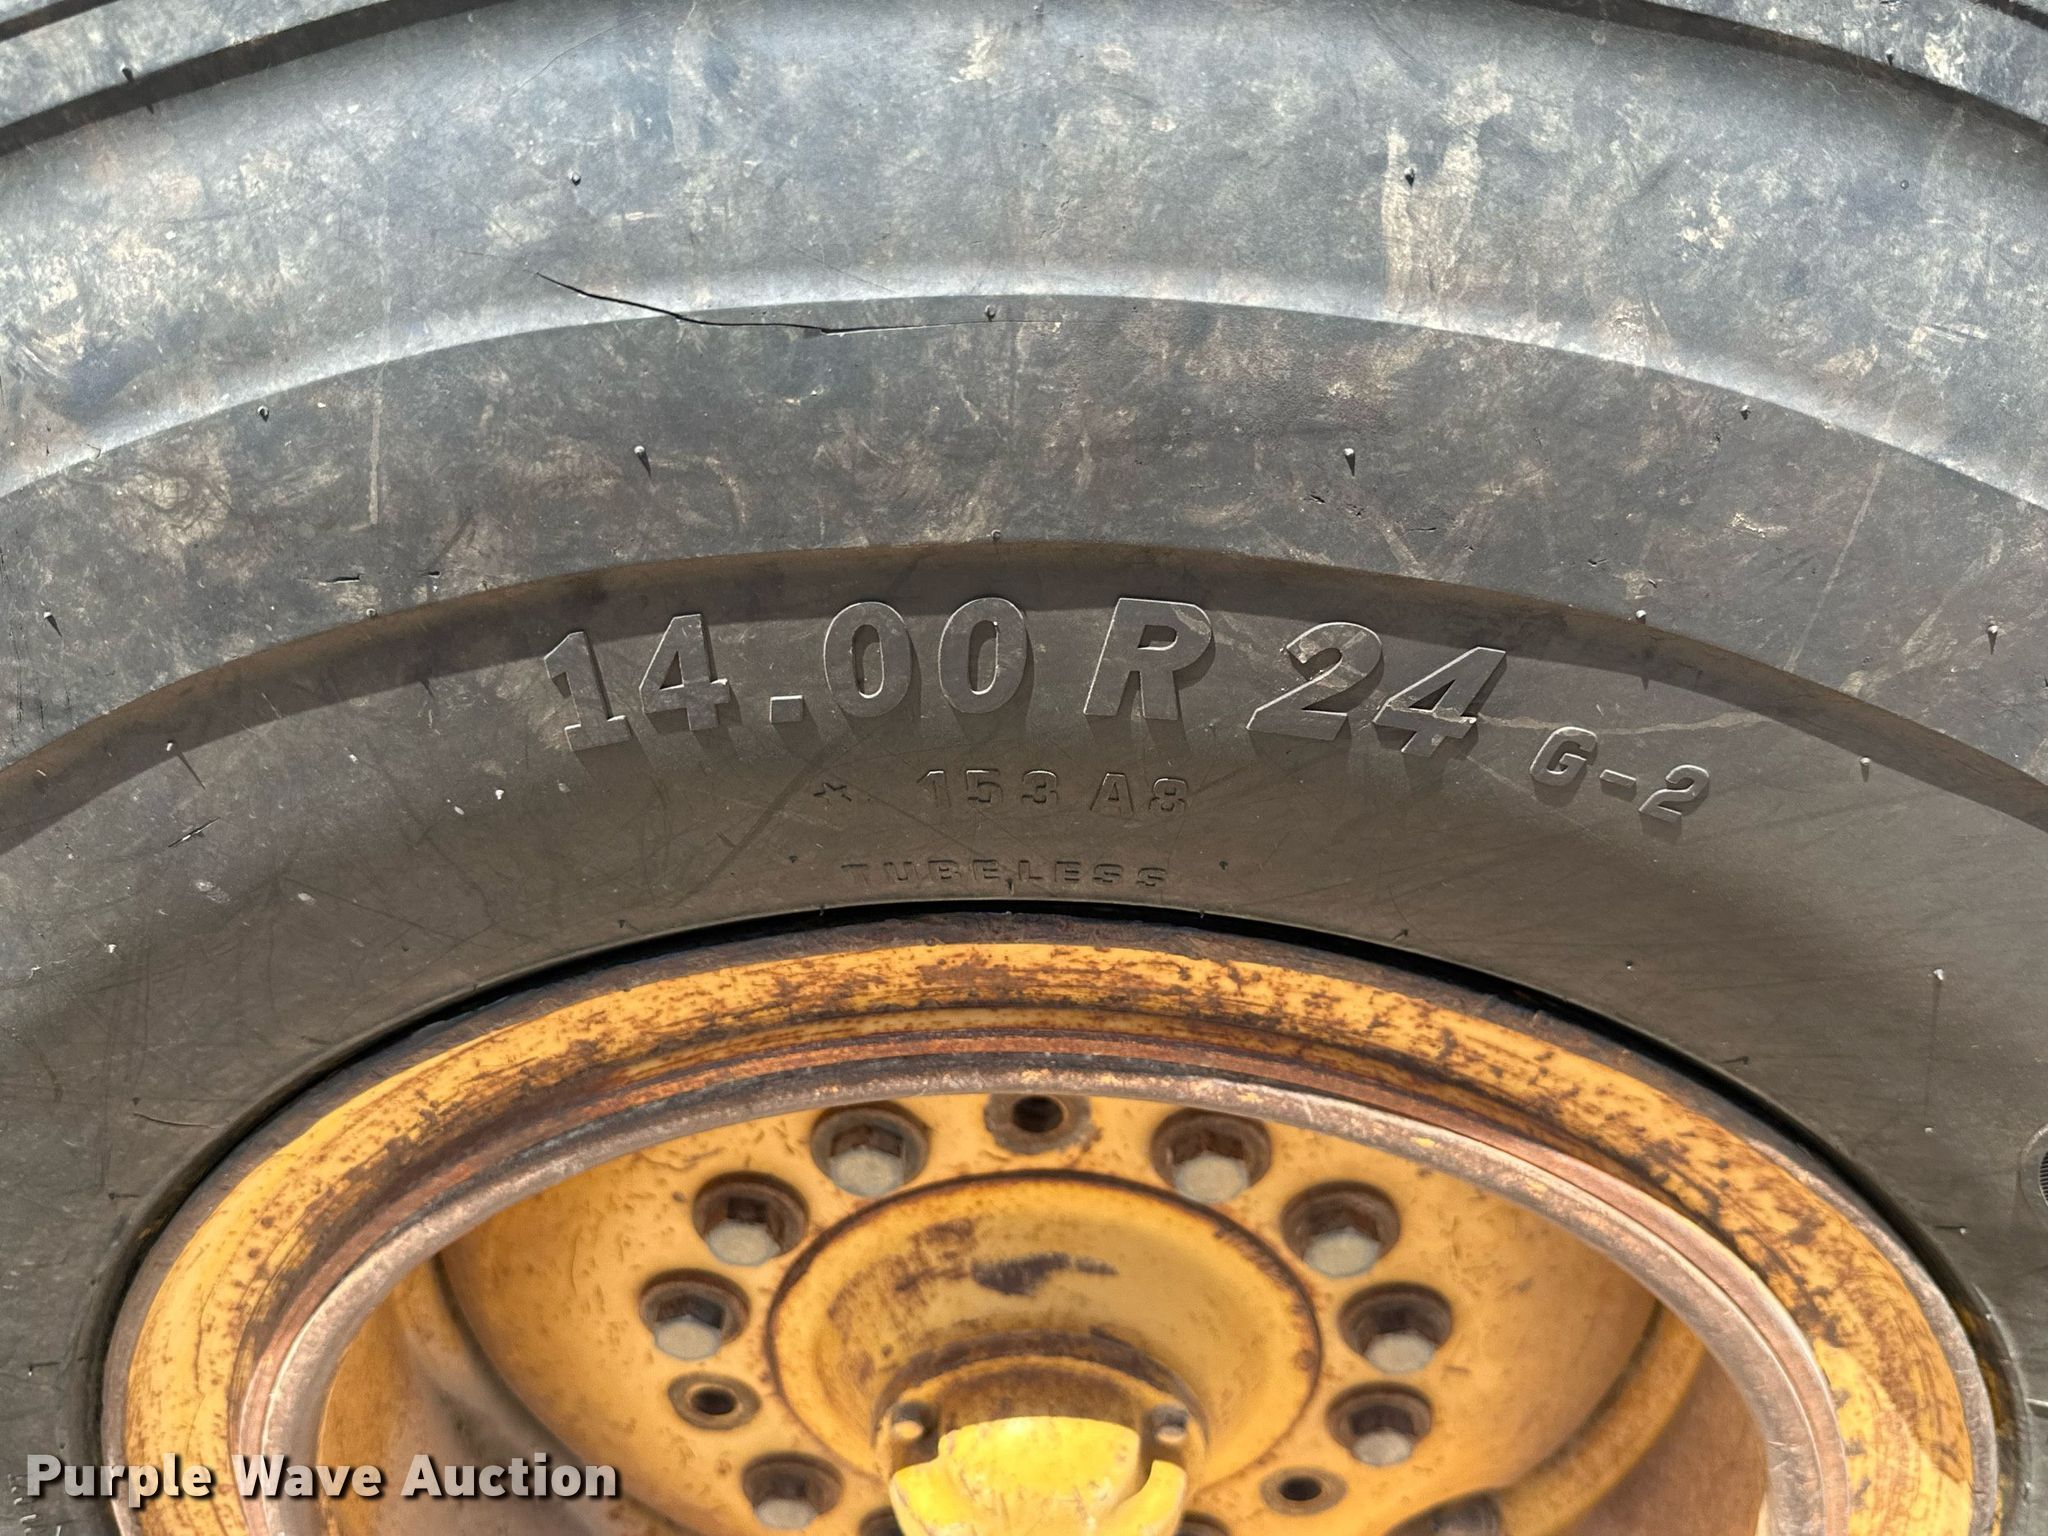 14.00 R 24 G-2
* 153 A8
TUBELESS
Purple Wave Auction